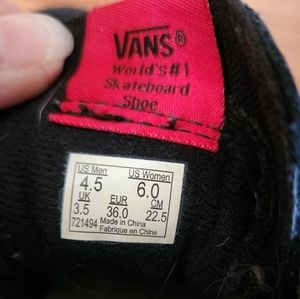 VANS®
World's #1
Skateboard
Shoe
US Men US Women
4.5 6.0
UK EUR CM
3.5 36.0 22.5
721494 Made in China
Fabrique en Chine